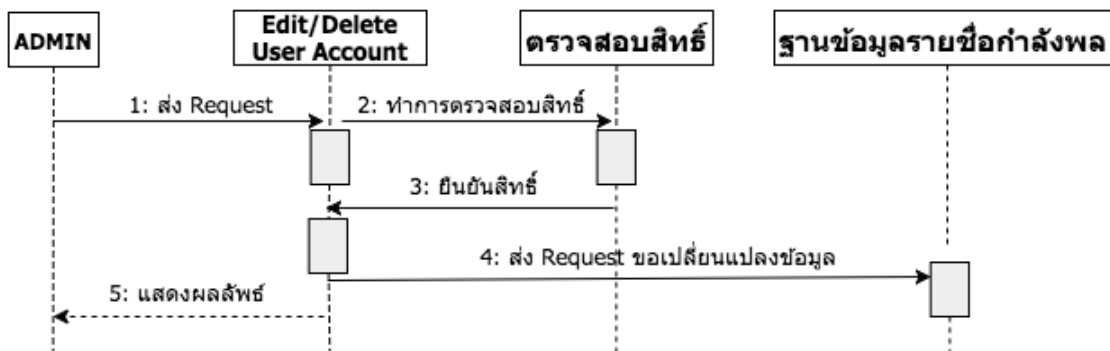 ADMIN
Edit/Delete
User Account
ตรวจสอบสิทธิ์
ฐานข้อมูลรายชื่อกำลังพล
1: ส่ง Request
2: ทำการตรวจสอบสิทธิ์
3: ยืนยันสิทธิ์
4: ส่ง Request ขอเปลี่ยนแปลงข้อมูล
5: แสดงผลลัพธ์